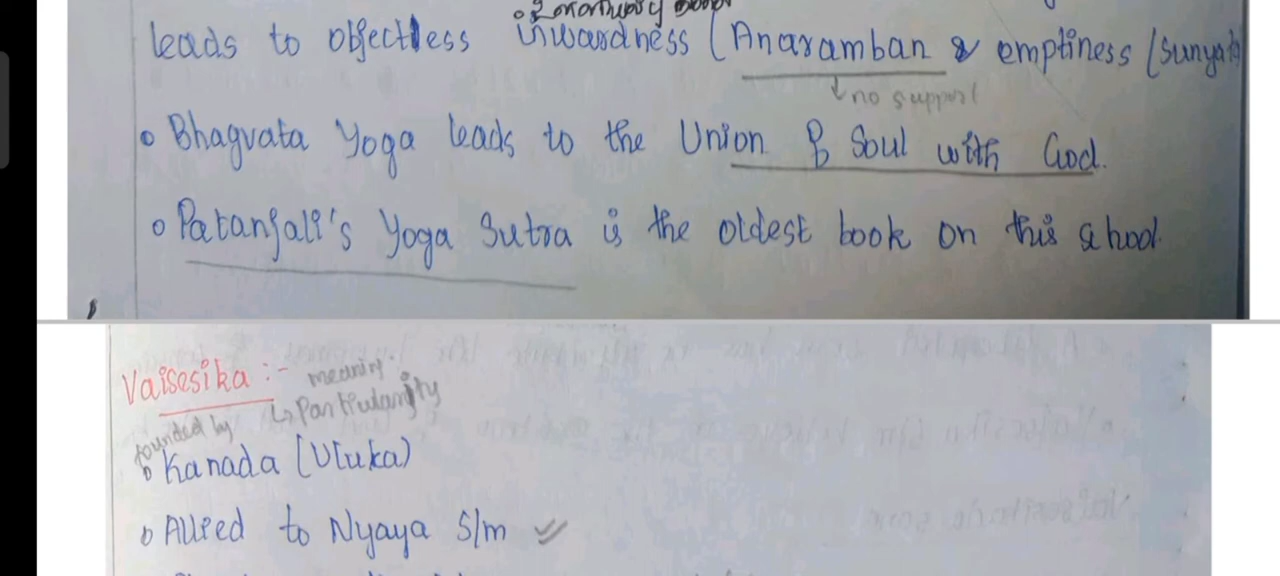 leads to objectless inwardness (Anaramban & emptiness (Sunyata
↓ no support
• Bhagvata Yoga leads to the Union of Soul with God.
• Patanjali's Yoga Sutra is the oldest book on this school.
Vaisesika :- meaning
↳ Particularity
founded by
• Kanada (Uluka)
• Allied to Nyaya S/m